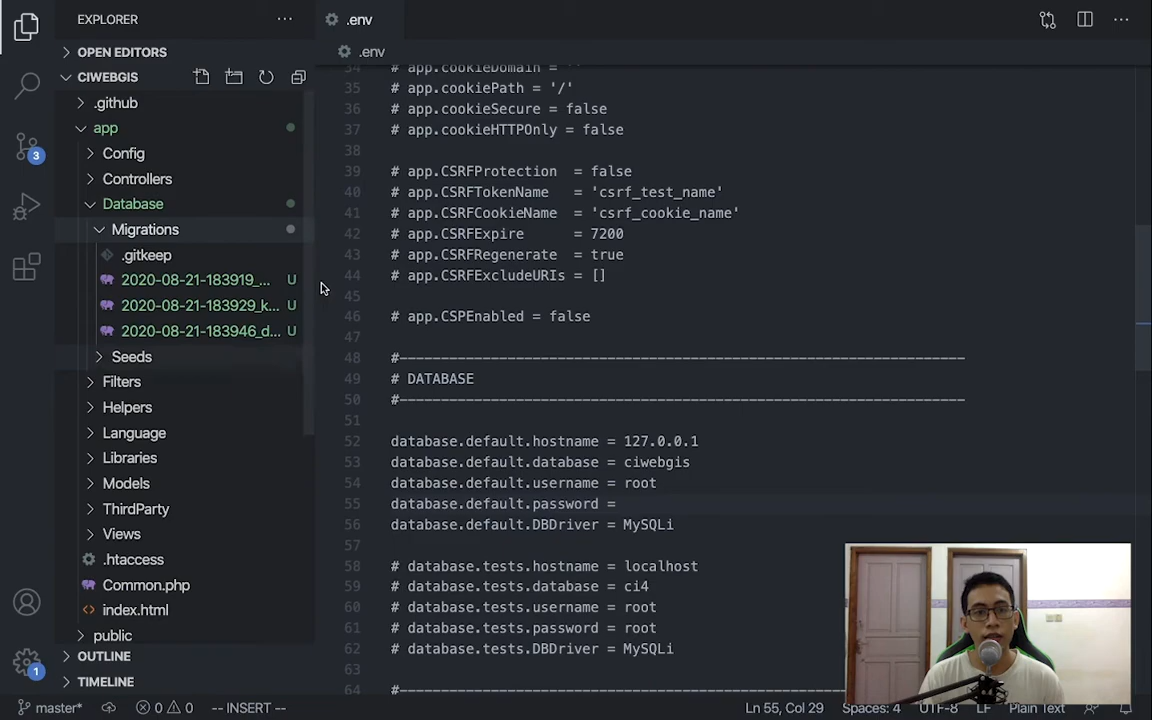 EXPLORER
OPEN EDITORS
CIWEBGIS
.github
app
Config
Controllers
Database
Migrations
.gitkeep
2020-08-21-183919_... U
2020-08-21-183929_k... U
2020-08-21-183946_d... U
Seeds
Filters
Helpers
Language
Libraries
Models
ThirdParty
Views
.htaccess
Common.php
index.html
public
OUTLINE
TIMELINE
3
1
.env
.env
34 # app.cookieDomain = ''
35 # app.cookiePath = '/'
36 # app.cookieSecure = false
37 # app.cookieHTTPOnly = false
38
39 # app.CSRFProtection = false
40 # app.CSRFTokenName = 'csrf_test_name'
41 # app.CSRFCookieName = 'csrf_cookie_name'
42 # app.CSRFExpire = 7200
43 # app.CSRFRegenerate = true
44 # app.CSRFExcludeURIs = []
45
46 # app.CSPEnabled = false
47
48 #--------------------------------------------------------------------
49 # DATABASE
50 #--------------------------------------------------------------------
51
52 database.default.hostname = 127.0.0.1
53 database.default.database = ciwebgis
54 database.default.username = root
55 database.default.password =
56 database.default.DBDriver = MySQLi
57
58 # database.tests.hostname = localhost
59 # database.tests.database = ci4
60 # database.tests.username = root
61 # database.tests.password = root
62 # database.tests.DBDriver = MySQLi
63
64 #--------------------------------------------------------------------
master* 0 0 -- INSERT -- Ln 55, Col 29 Spaces: 4 UTF-8 LF Plain Text